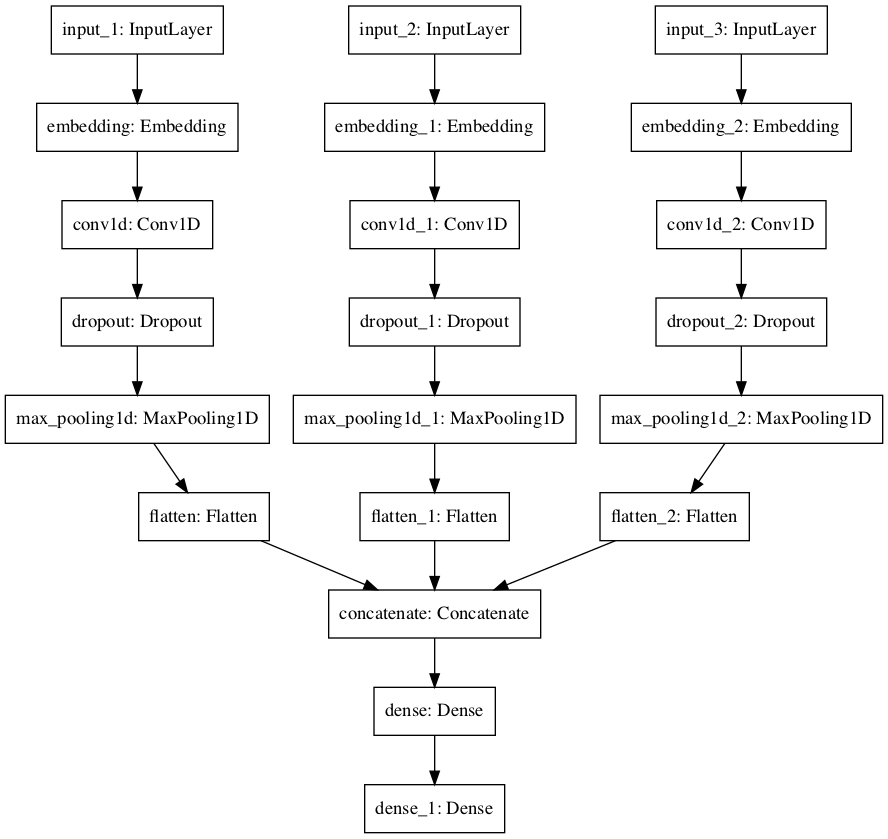 input_1: InputLayer
input_2: InputLayer
input_3: InputLayer
embedding: Embedding
embedding_1: Embedding
embedding_2: Embedding
conv1d: Conv1D
conv1d_1: Conv1D
conv1d_2: Conv1D
dropout: Dropout
dropout_1: Dropout
dropout_2: Dropout
max_pooling1d: MaxPooling1D
max_pooling1d_1: MaxPooling1D
max_pooling1d_2: MaxPooling1D
flatten: Flatten
flatten_1: Flatten
flatten_2: Flatten
concatenate: Concatenate
dense: Dense
dense_1: Dense